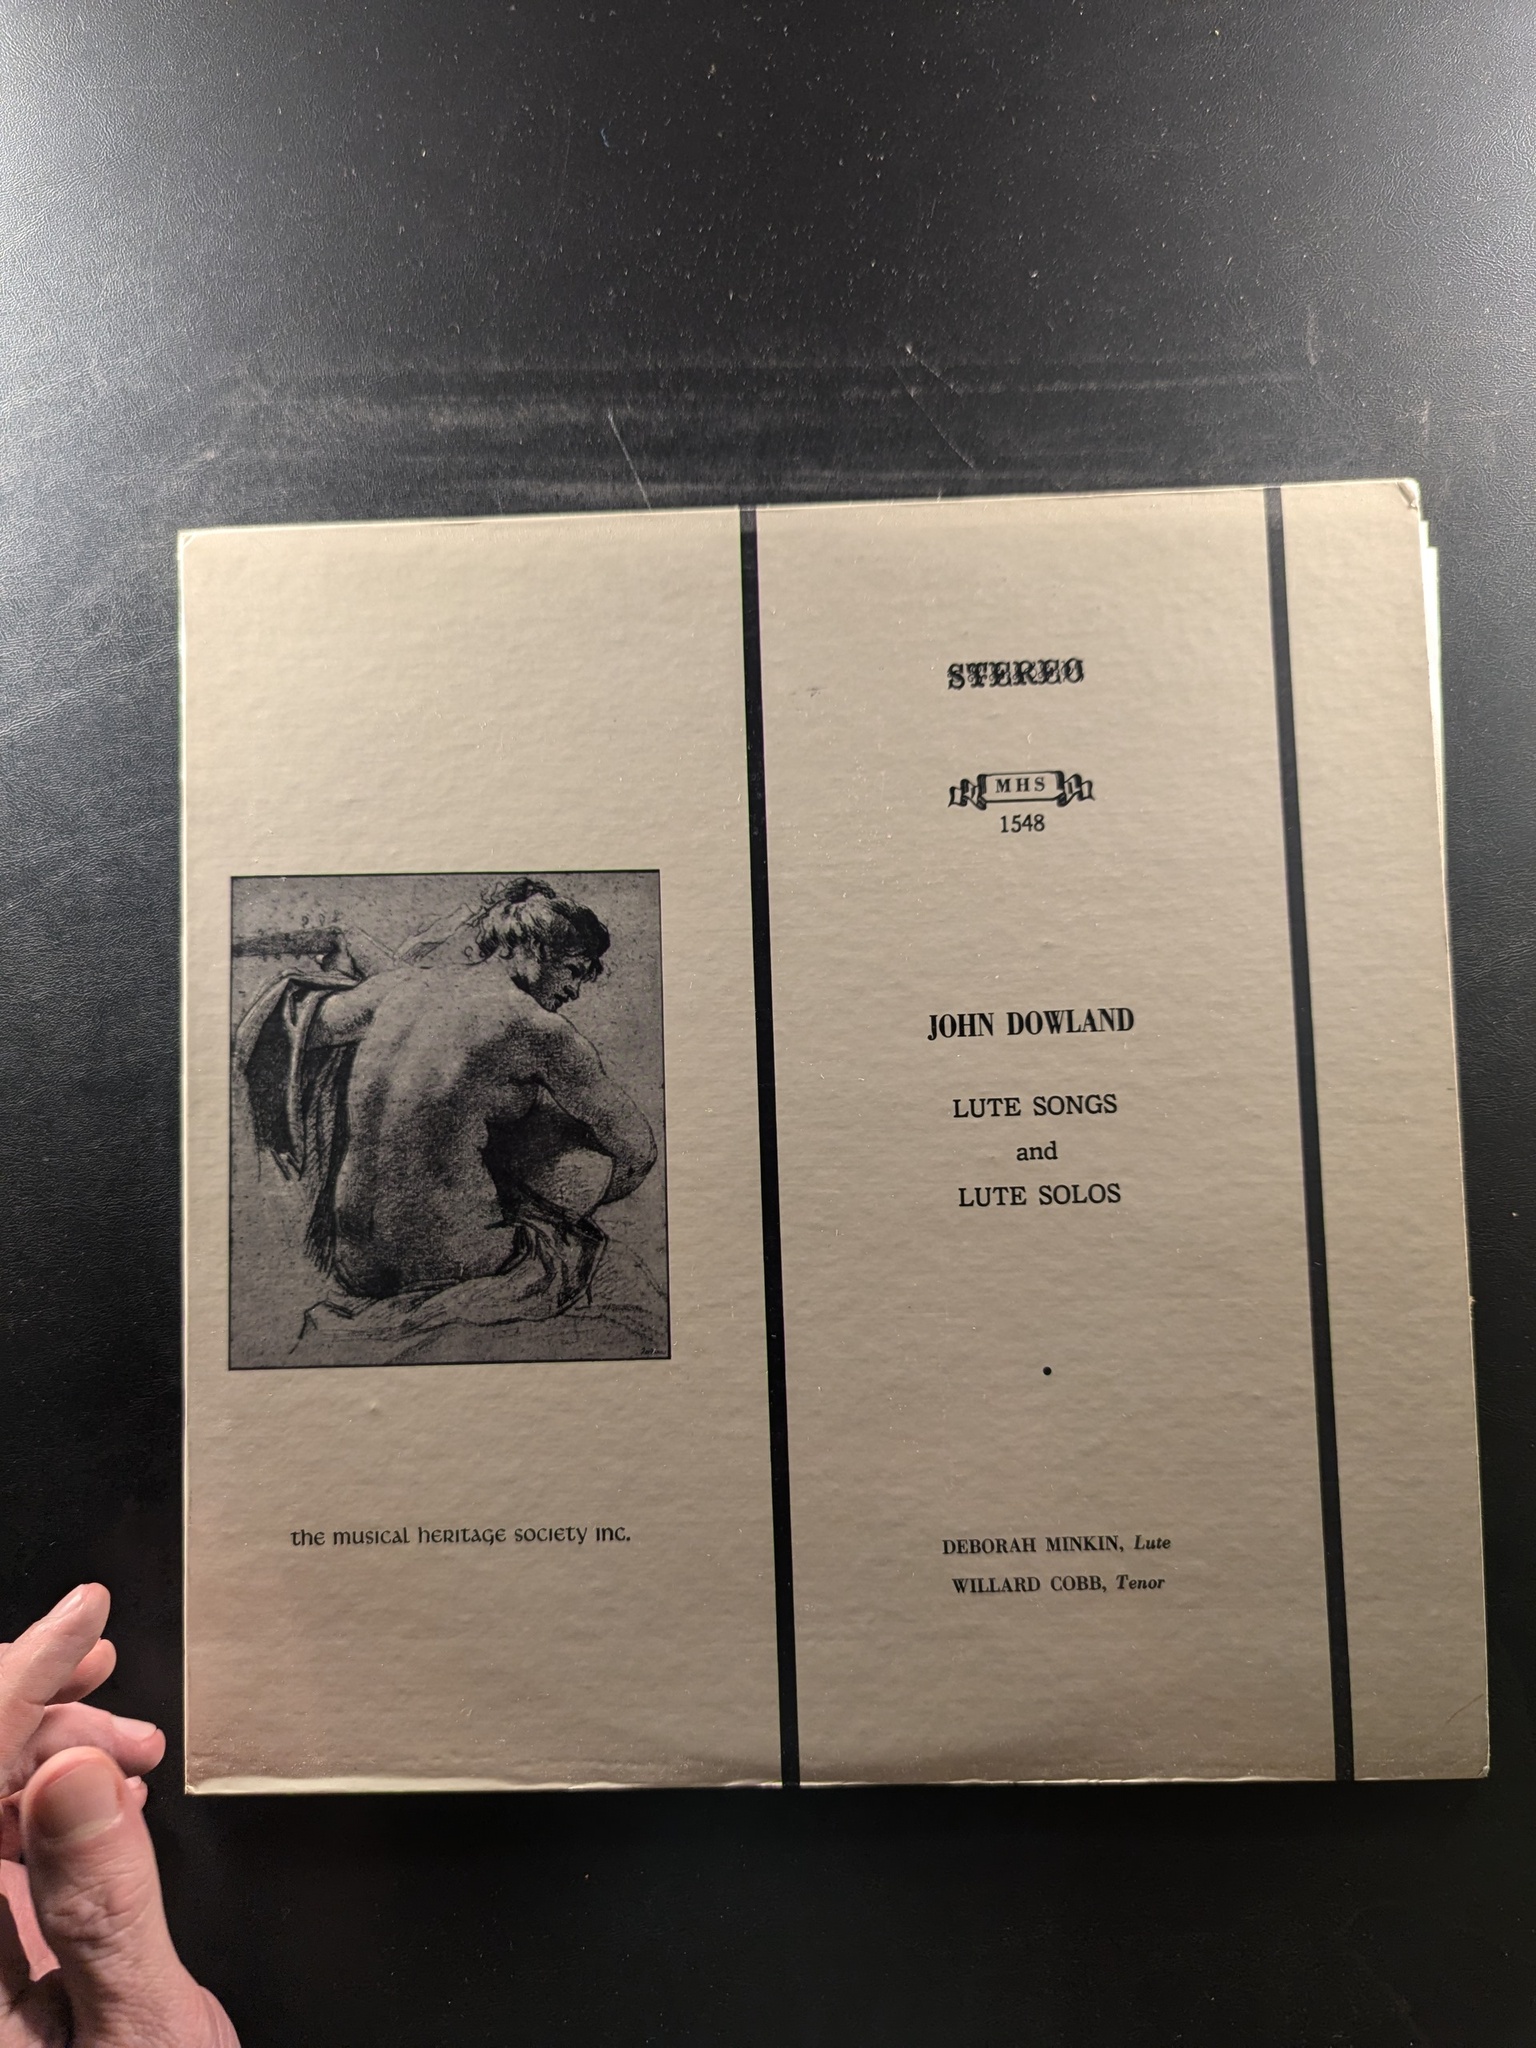 STEREO
MHS
1548
JOHN DOWLAND
LUTE SONGS
and
LUTE SOLOS
the musical heritage society inc.
DEBORAH MINKIN, Lute
WILLARD COBB, Tenor